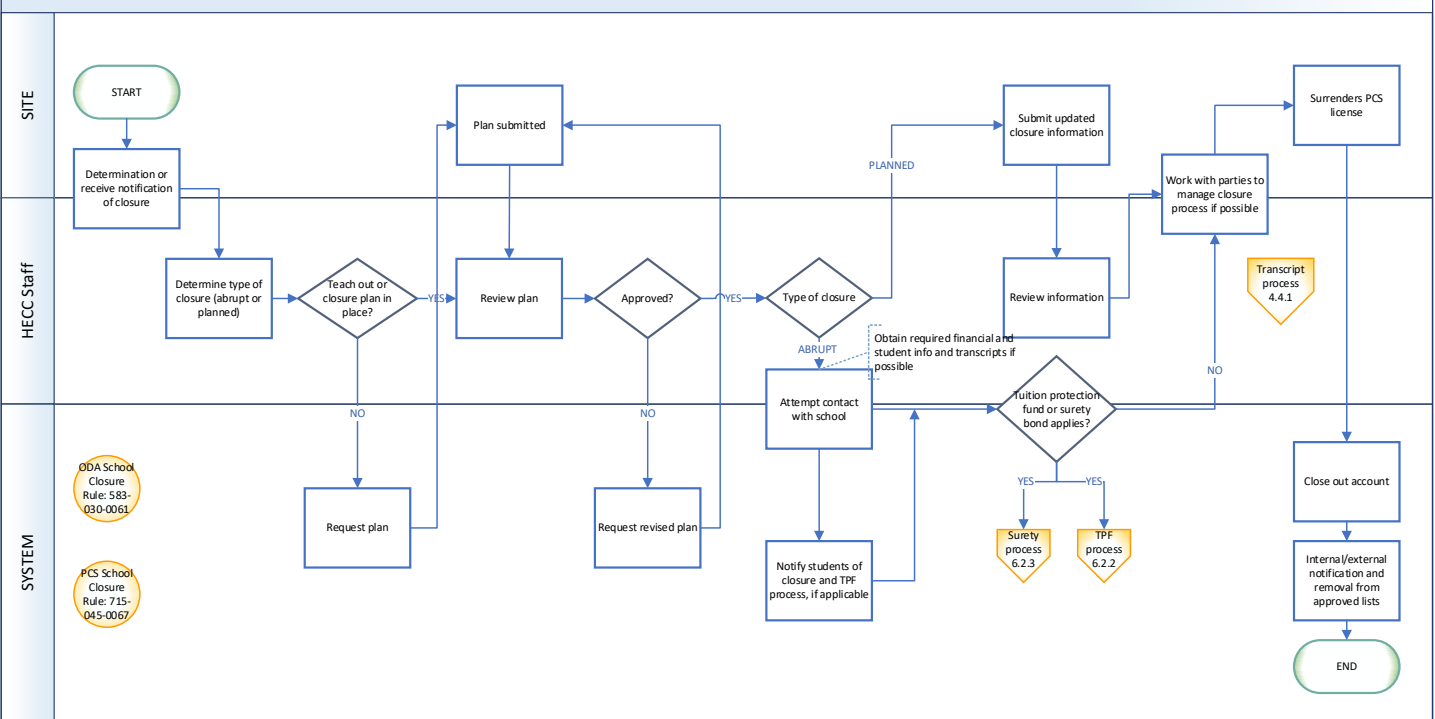 SITE
START
Determination or
receive notification
of closure
Plan submitted
PLANNED
Submit updated
closure information
Work with parties to
manage closure
process if possible
Surrenders PCS
license
HECC Staff
Determine type of
closure (abrupt or
planned)
Teach out or
closure plan in
place?
YES
Review plan
Approved?
YES
Type of closure
ABRUPT
Obtain required financial and
student info and transcripts if
possible
Review information
Transcript
process
4.4.1
NO
NO
NO
Attempt contact
with school
Tuition protection
fund or surety
bond applies?
SYSTEM
ODA School
Closure
Rule: 583-
030-0061
PCS School
Closure
Rule: 715-
045-0067
Request plan
Request revised plan
Notify students of
closure and TPF
process, if applicable
YES
YES
Surety
process
6.2.3
TPF
process
6.2.2
Close out account
Internal/external
notification and
removal from
approved lists
END